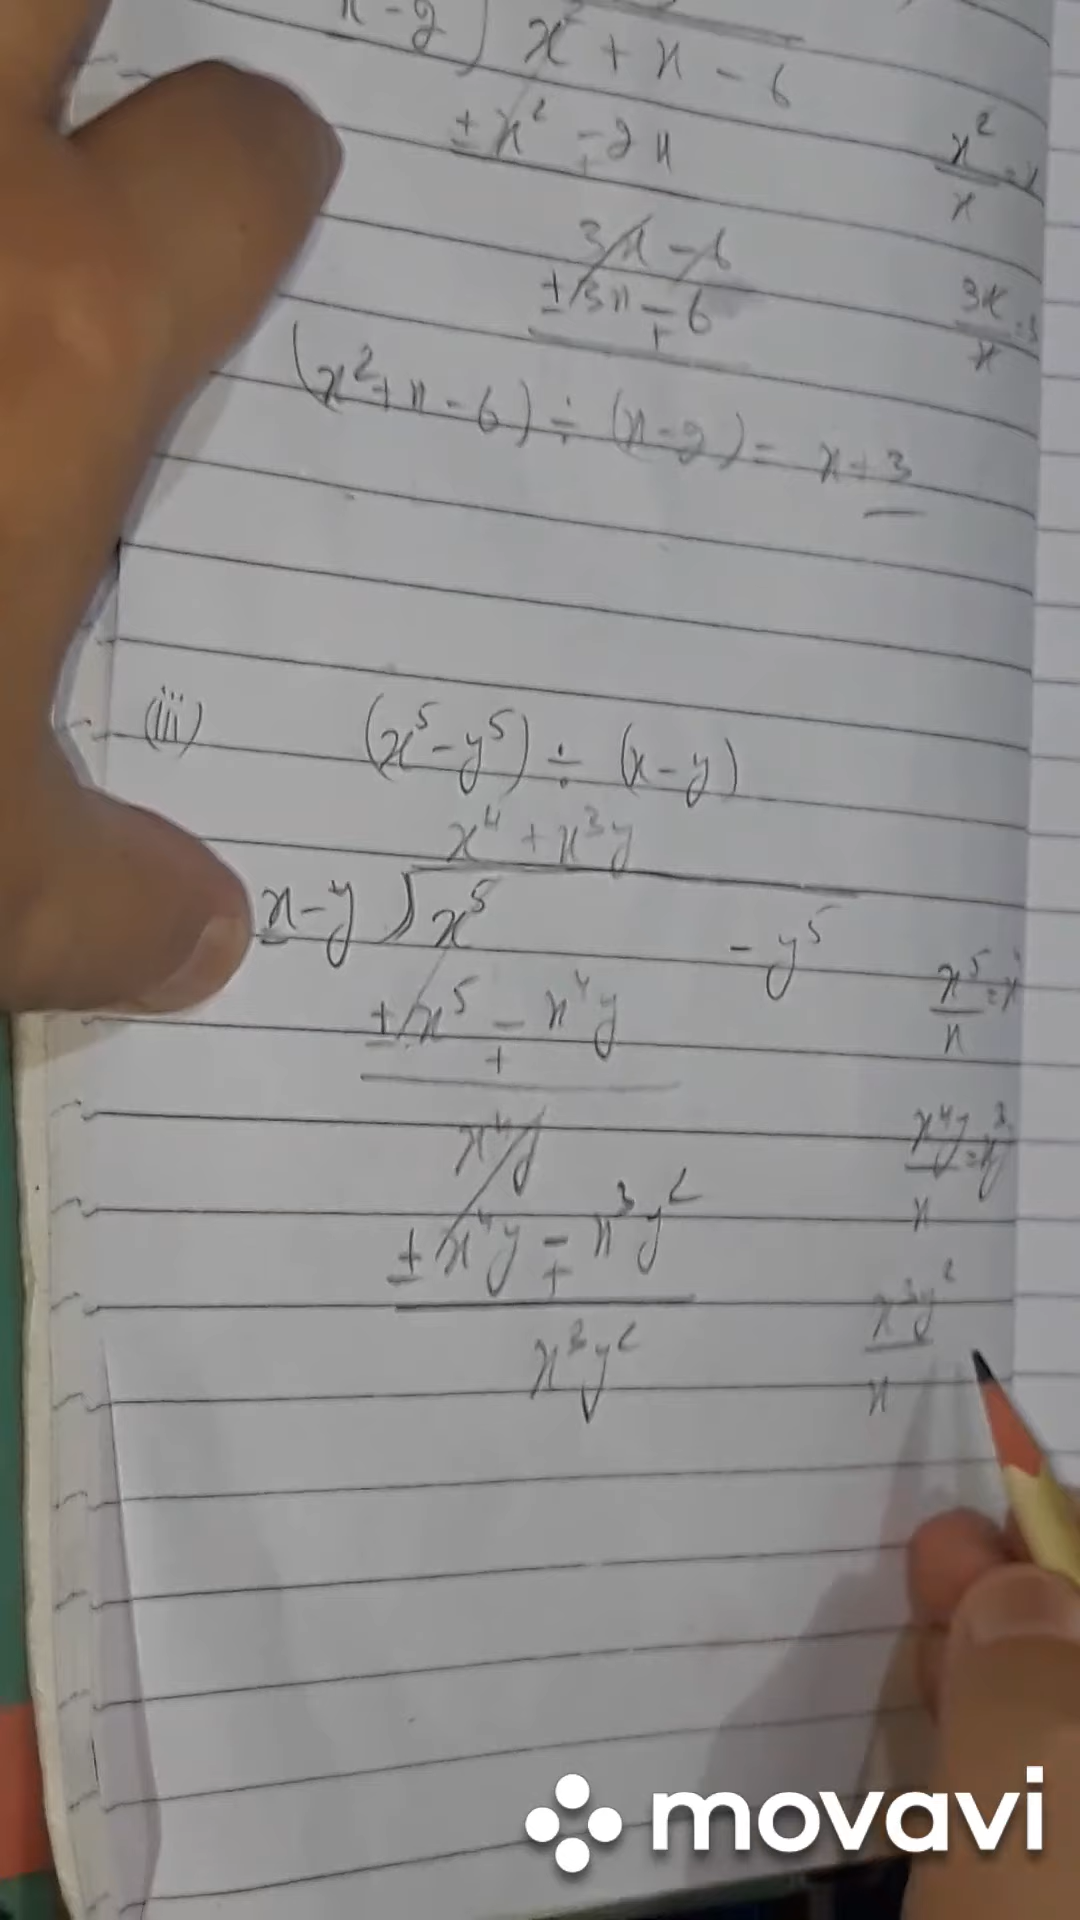 x-2 ) x² + x - 6
± x² - 2x
+
3x - 6
± 3x - 6
+
x²/x = x
3x/x = 3
(x² + x - 6) ÷ (x - 2) = x + 3
(iii) (x⁵ - y⁵) ÷ (x - y)
x⁴ + x³y
x - y ) x⁵ - y⁵
± x⁵ - x⁴y
+
x⁵/x = x⁴
x⁴y
± x⁴y - x³y²
+
x⁴y/x = x³y
x³y²
x³y²/x
movavi